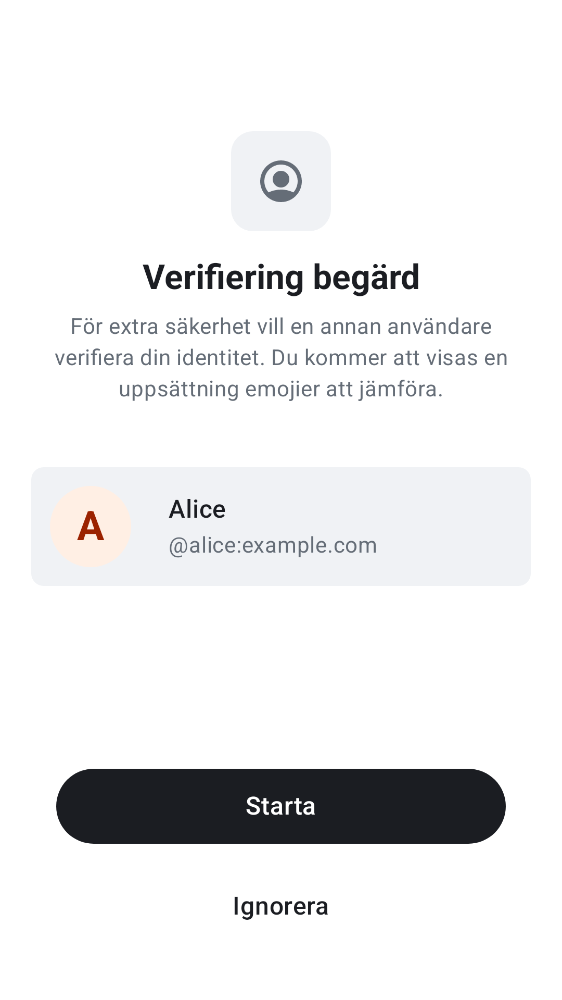 Verifiering begärd
För extra säkerhet vill en annan användare
verifiera din identitet. Du kommer att visas en
uppsättning emojier att jämföra.
A
Alice
@alice:example.com
Starta
Ignorera